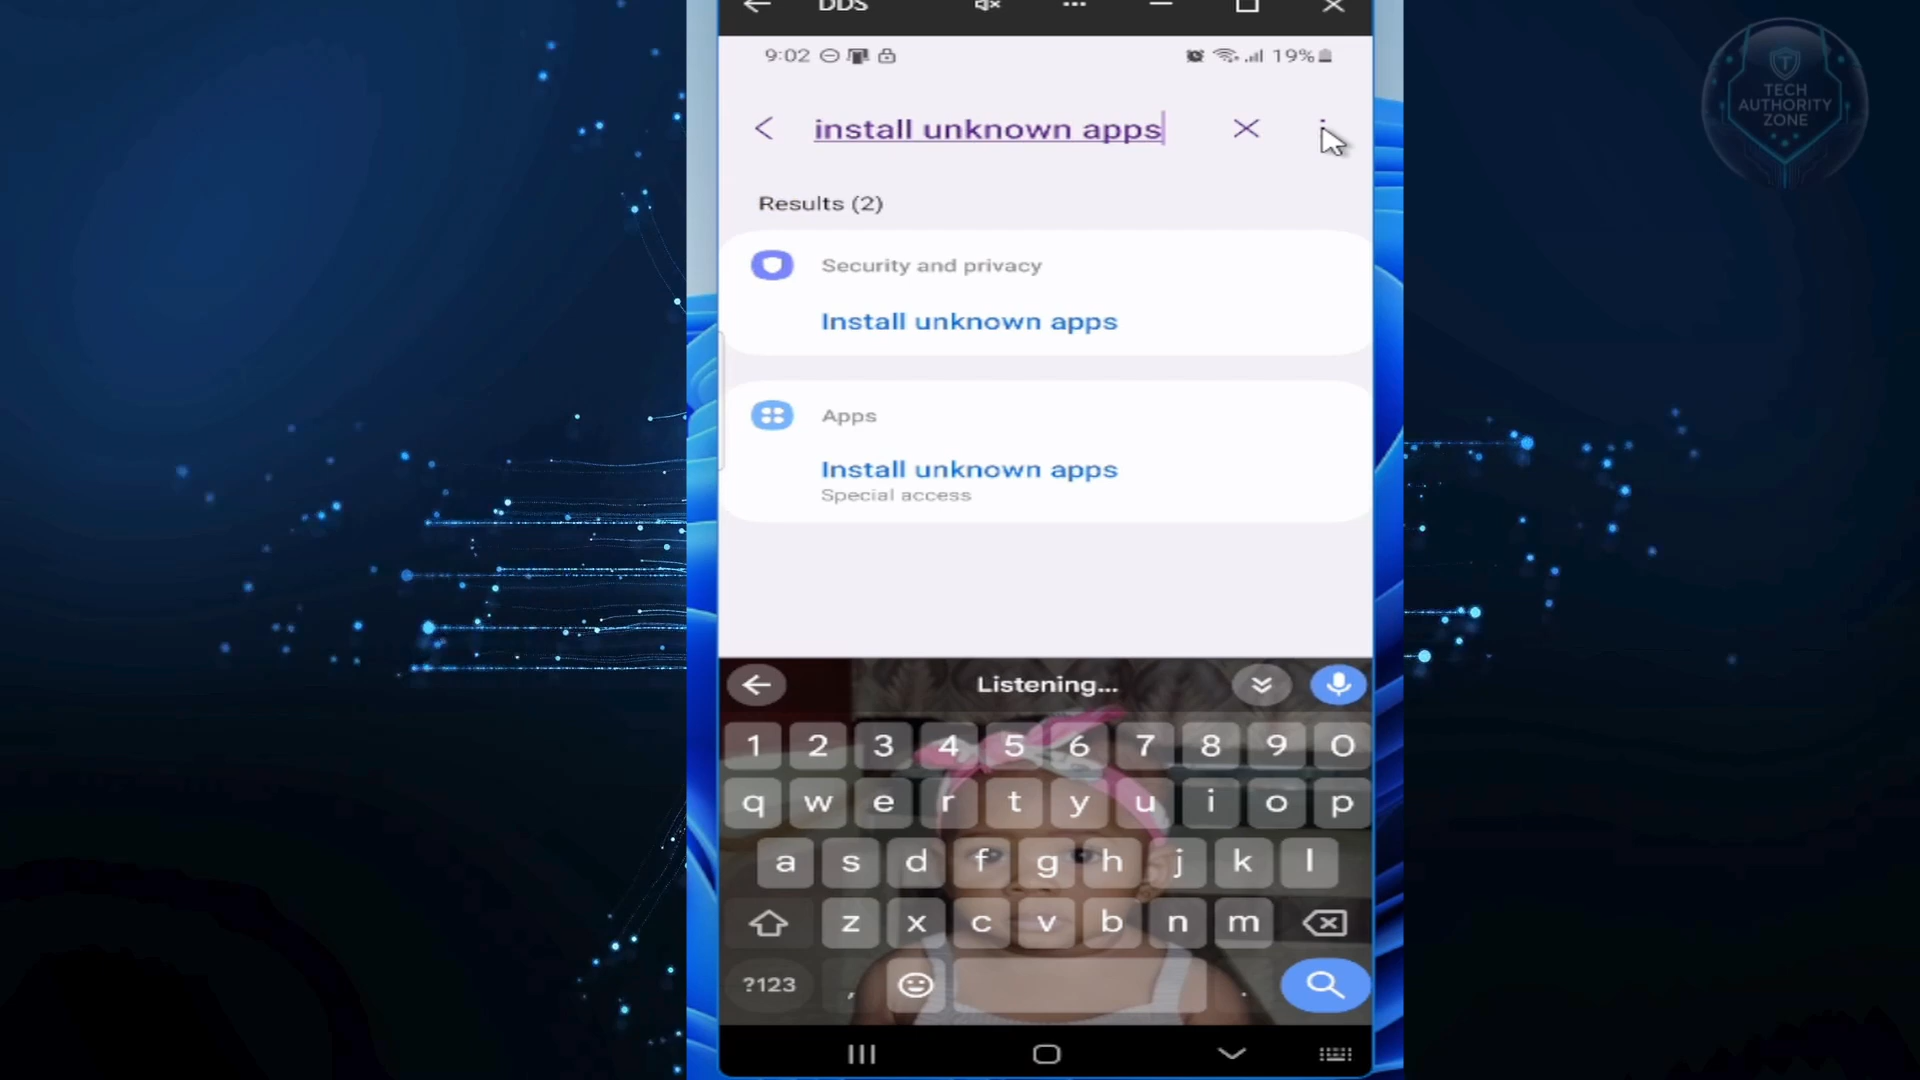 DDS
9:02 19%
install unknown apps
Results (2)
Security and privacy
Install unknown apps
Apps
Install unknown apps
Special access
Listening...
1 2 3 4 5 6 7 8 9 0
q w e r t y u i o p
a s d f g h j k l
z x c v b n m
?123 , .
T
TECH
AUTHORITY
ZONE